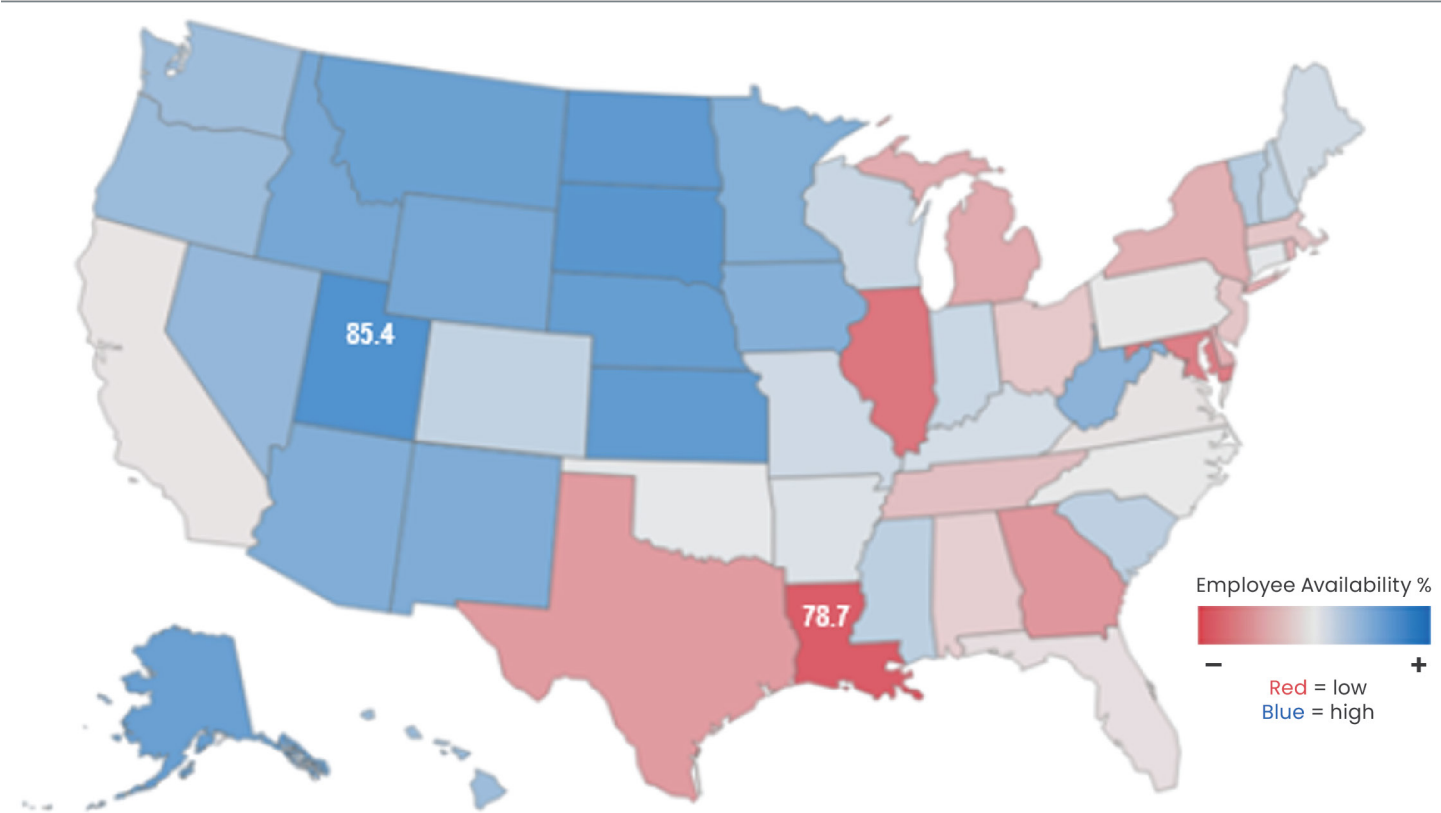 85.4
78.7
Employee Availability %
− +
Red = low
Blue = high